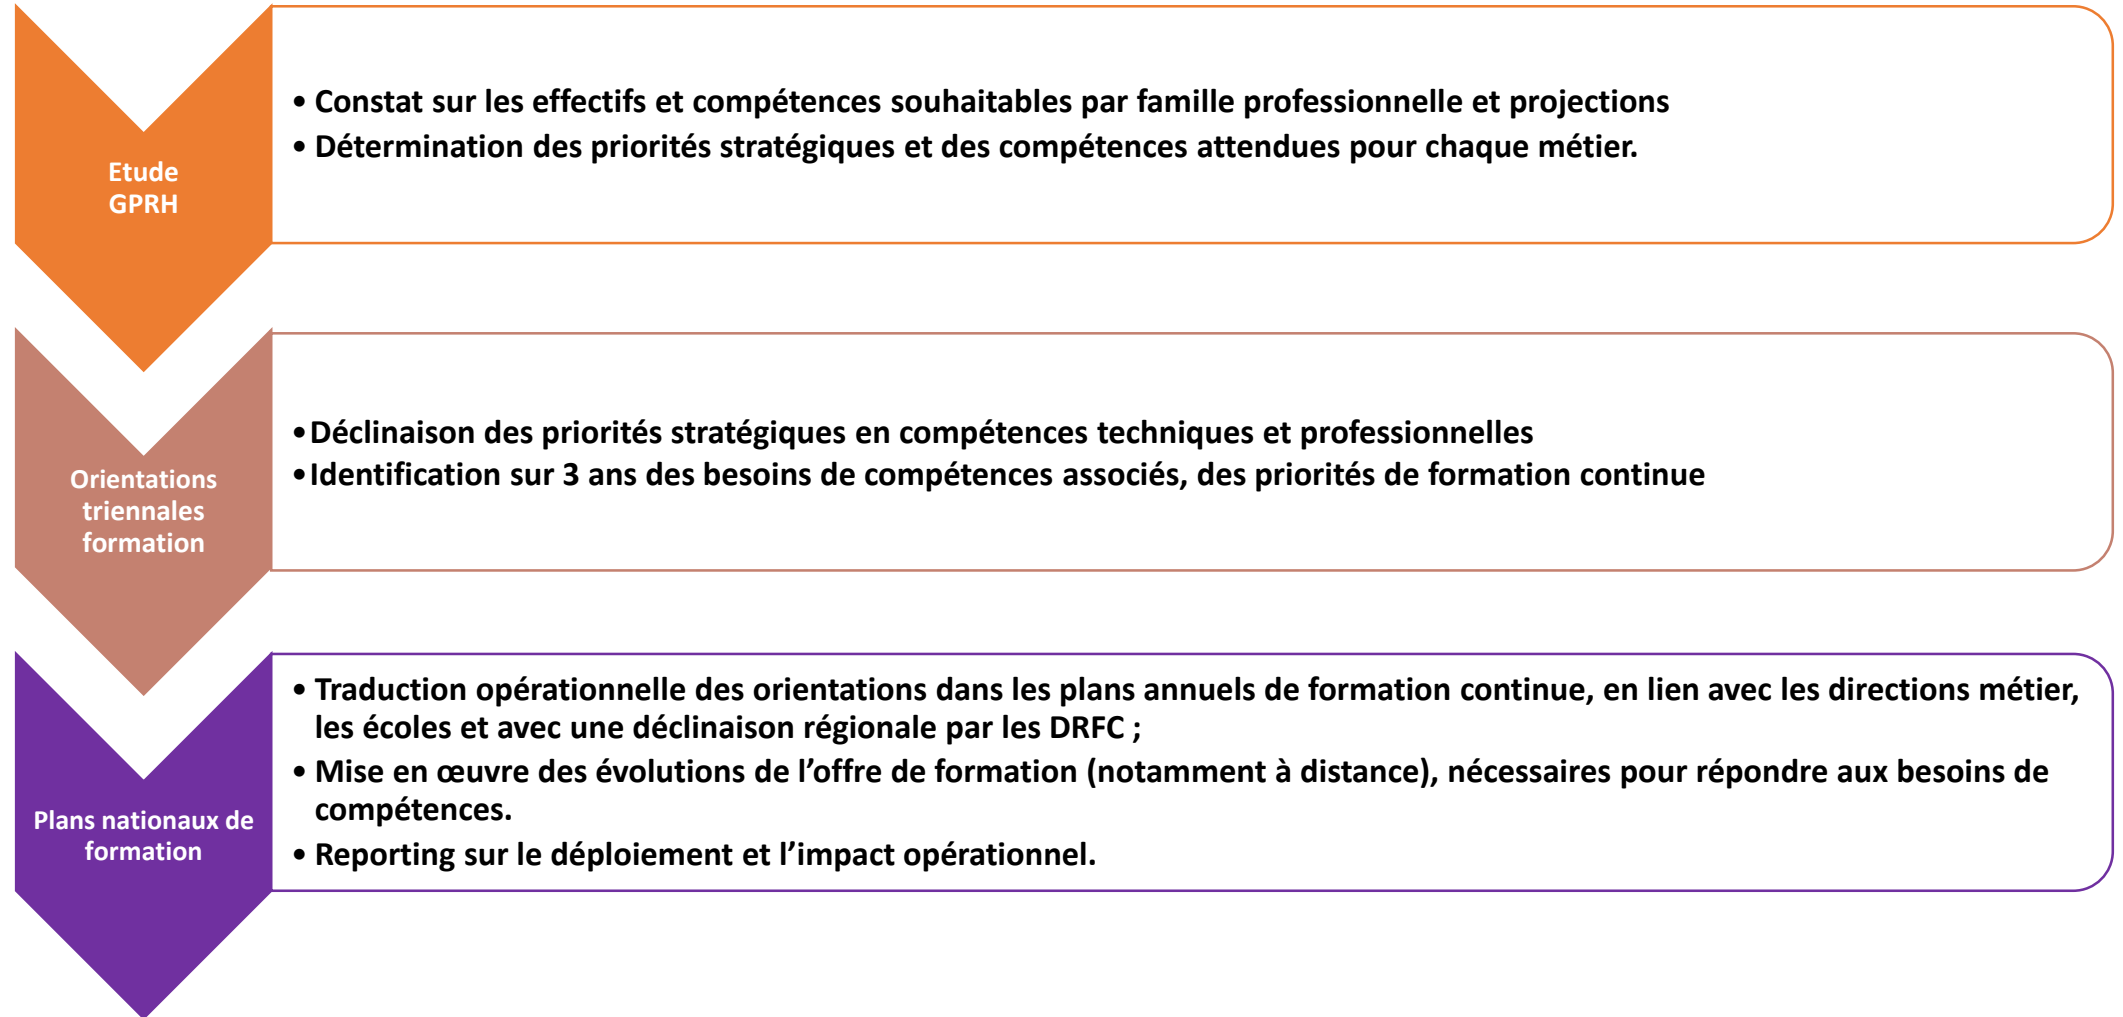 Etude
GPRH
• Constat sur les effectifs et compétences souhaitables par famille professionnelle et projections
• Détermination des priorités stratégiques et des compétences attendues pour chaque métier.
Orientations
triennales
formation
•Déclinaison des priorités stratégiques en compétences techniques et professionnelles
•Identification sur 3 ans des besoins de compétences associés, des priorités de formation continue
Plans nationaux de
formation
• Traduction opérationnelle des orientations dans les plans annuels de formation continue, en lien avec les directions métier,
les écoles et avec une déclinaison régionale par les DRFC ;
• Mise en œuvre des évolutions de l’offre de formation (notamment à distance), nécessaires pour répondre aux besoins de
compétences.
• Reporting sur le déploiement et l’impact opérationnel.